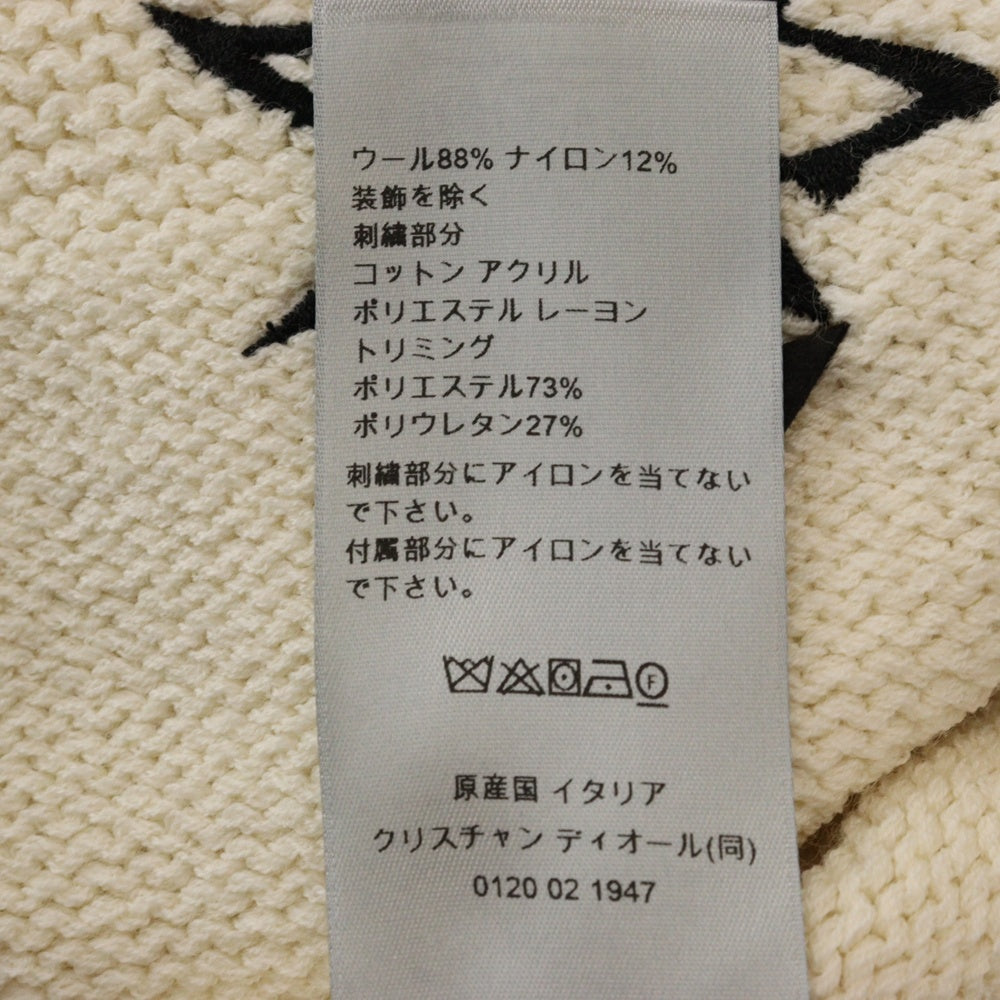 ウール88% ナイロン12%
装飾を除く
刺繍部分
コットン アクリル
ポリエステル レーヨン
トリミング
ポリエステル73%
ポリウレタン27%
刺繍部分にアイロンを当てない
で下さい。
付属部分にアイロンを当てない
で下さい。
F
原産国 イタリア
クリスチャン ディオール(同)
0120 02 1947